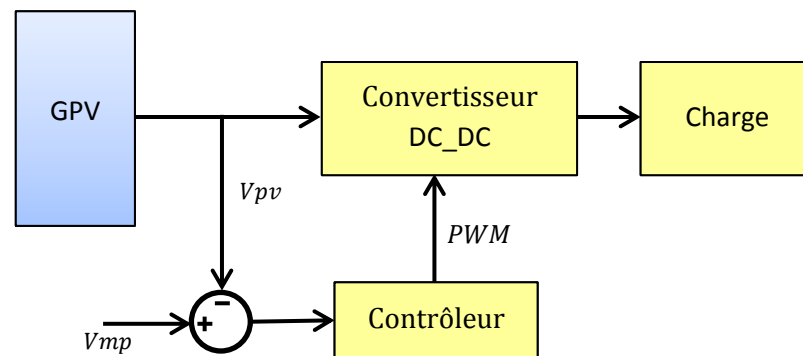 GPV
Convertisseur
DC_DC
Charge
Vpv
PWM
−
+
Vmp
Contrôleur